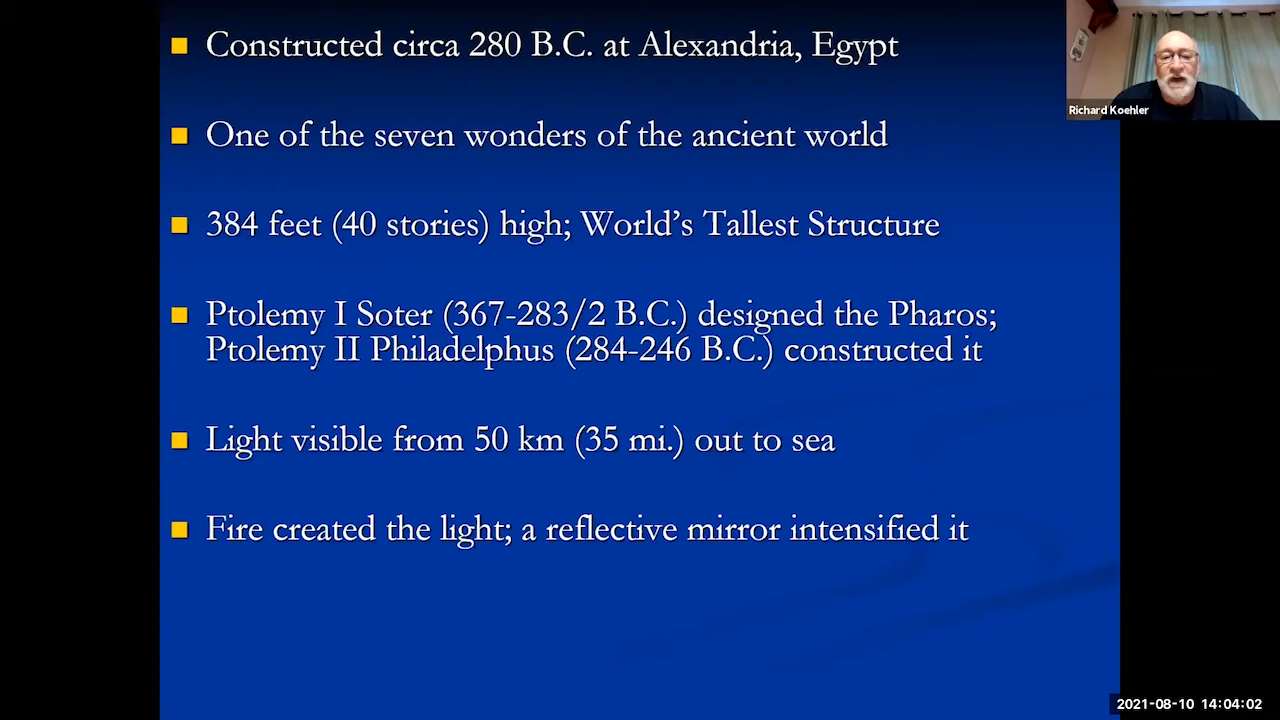 Constructed circa 280 B.C. at Alexandria, Egypt
One of the seven wonders of the ancient world
384 feet (40 stories) high; World's Tallest Structure
Ptolemy I Soter (367-283/2 B.C.) designed the Pharos;
Ptolemy II Philadelphus (284-246 B.C.) constructed it
Light visible from 50 km (35 mi.) out to sea
Fire created the light; a reflective mirror intensified it
Richard Koehler
2021-08-10 14:04:02